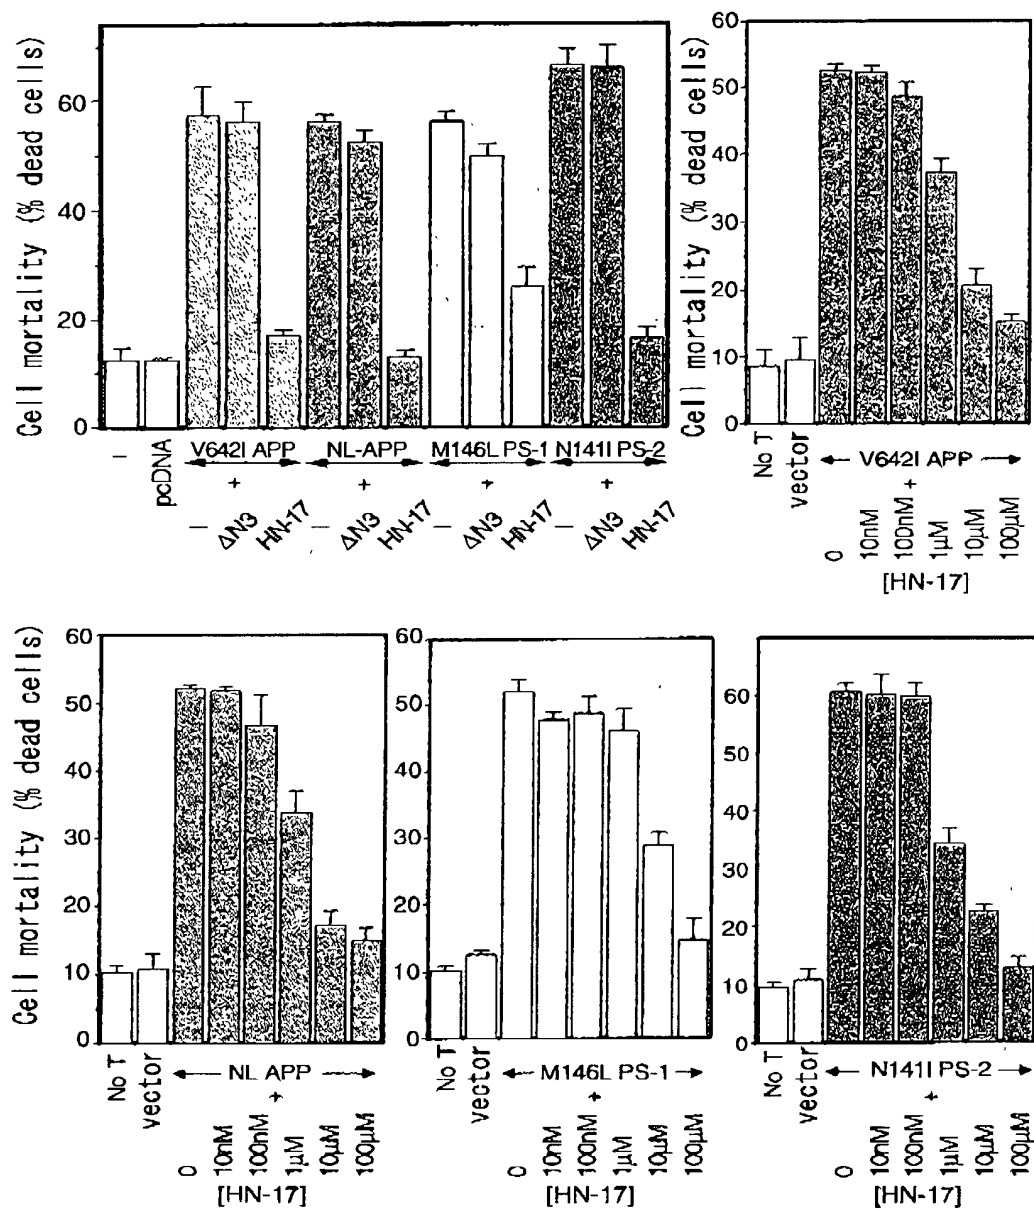 Cell mortality (% dead cells)
60
40
20
0
–
pcDNA
V642I APP
NL-APP
M146L PS-1
N141I PS-2
+
+
+
+
–
ΔN3
HN-17
–
ΔN3
HN-17
–
ΔN3
HN-17
–
ΔN3
HN-17
Cell mortality (% dead cells)
60
50
40
30
20
10
0
No T
vector
V642I APP
+
0
10nM
100nM
1μM
10μM
100μM
[HN-17]
Cell mortality (% dead cells)
60
50
40
30
20
10
0
No T
vector
NL APP
+
0
10nM
100nM
1μM
10μM
100μM
[HN-17]
60
50
40
30
20
10
0
No T
vector
M146L PS-1
+
0
10nM
100nM
1μM
10μM
100μM
[HN-17]
60
50
40
30
20
10
0
No T
vector
N141I PS-2
+
0
10nM
100nM
1μM
10μM
100μM
[HN-17]